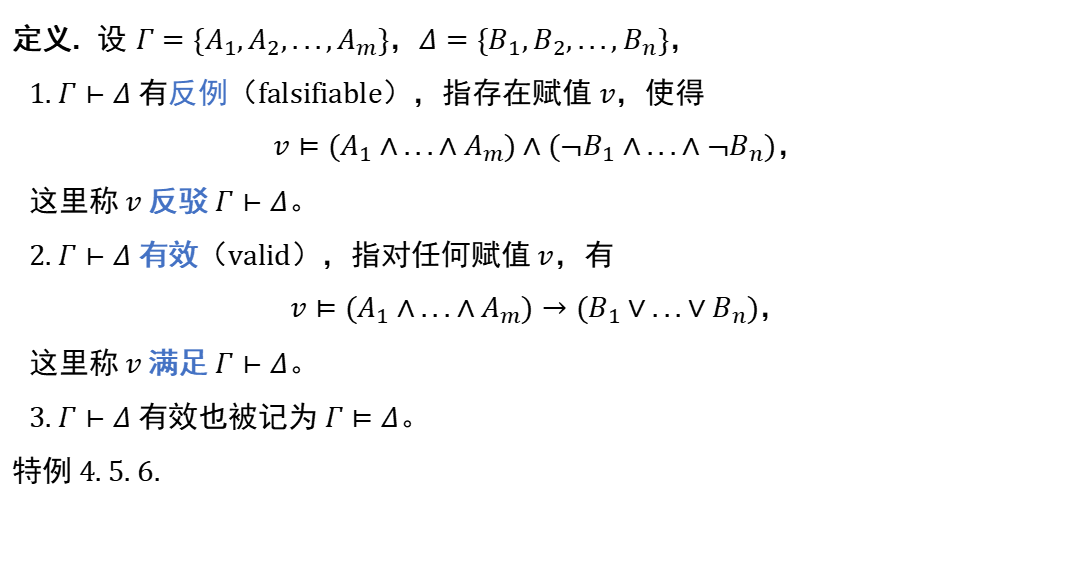 定义. 设 𝛤 = {𝐴₁, 𝐴₂, . . . , 𝐴ₘ}，𝛥 = {𝐵₁, 𝐵₂, . . . , 𝐵ₙ}，
1. 𝛤 ⊢ 𝛥 有反例（falsifiable），指存在赋值 𝑣，使得
𝑣 ⊨ (𝐴₁ ∧ . . . ∧ 𝐴ₘ) ∧ (¬𝐵₁ ∧ . . . ∧ ¬𝐵ₙ)，
这里称 𝑣 反驳 𝛤 ⊢ 𝛥。
2. 𝛤 ⊢ 𝛥 有效（valid），指对任何赋值 𝑣，有
𝑣 ⊨ (𝐴₁ ∧ . . . ∧ 𝐴ₘ) → (𝐵₁ ∨ . . . ∨ 𝐵ₙ)，
这里称 𝑣 满足 𝛤 ⊢ 𝛥。
3. 𝛤 ⊢ 𝛥 有效也被记为 𝛤 ⊨ 𝛥。
特例 4. 5. 6.